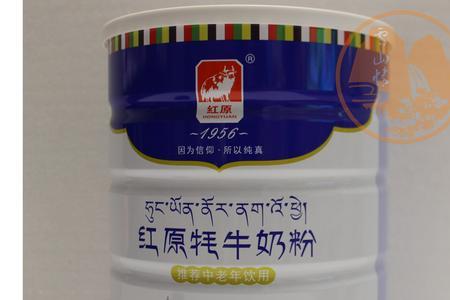 ®
红原
HONGYUAN
~1956~
因为信仰·所以纯真
ཧུང་ཡོན་ནོར་ནག་འོ་ཕྱེ།
红原牦牛奶粉
推荐中老年饮用